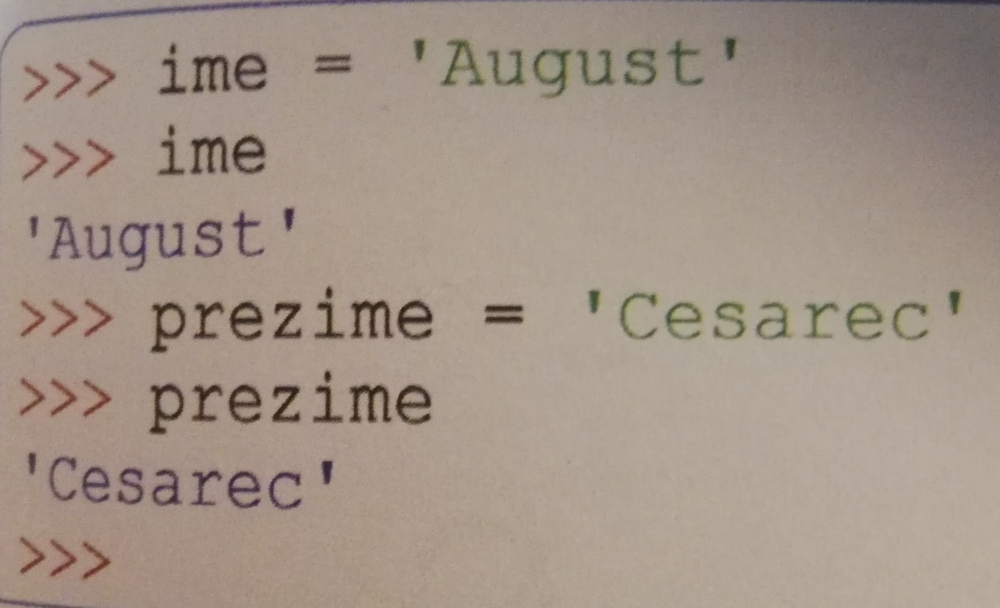 >>> ime = 'August'
>>> ime
'August'
>>> prezime = 'Cesarec'
>>> prezime
'Cesarec'
>>>